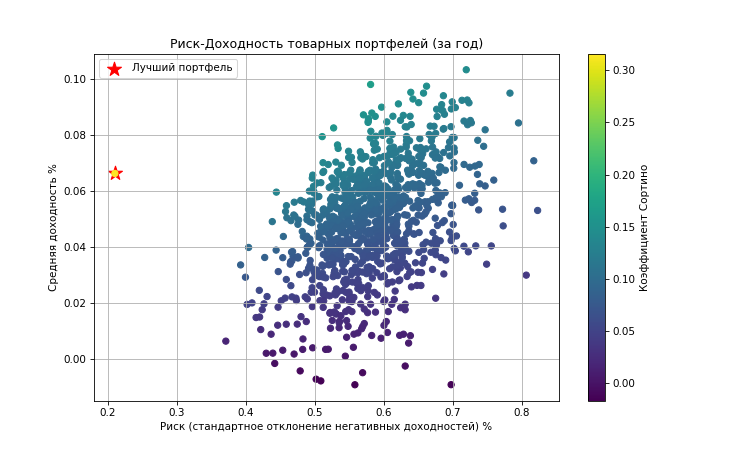 Риск-Доходность товарных портфелей (за год)
Лучший портфель
Средняя доходность %
0.10
0.08
0.06
0.04
0.02
0.00
0.2 0.3 0.4 0.5 0.6 0.7 0.8
Риск (стандартное отклонение негативных доходностей) %
0.30
0.25
0.20
0.15
0.10
0.05
0.00
Коэффициент Сортино